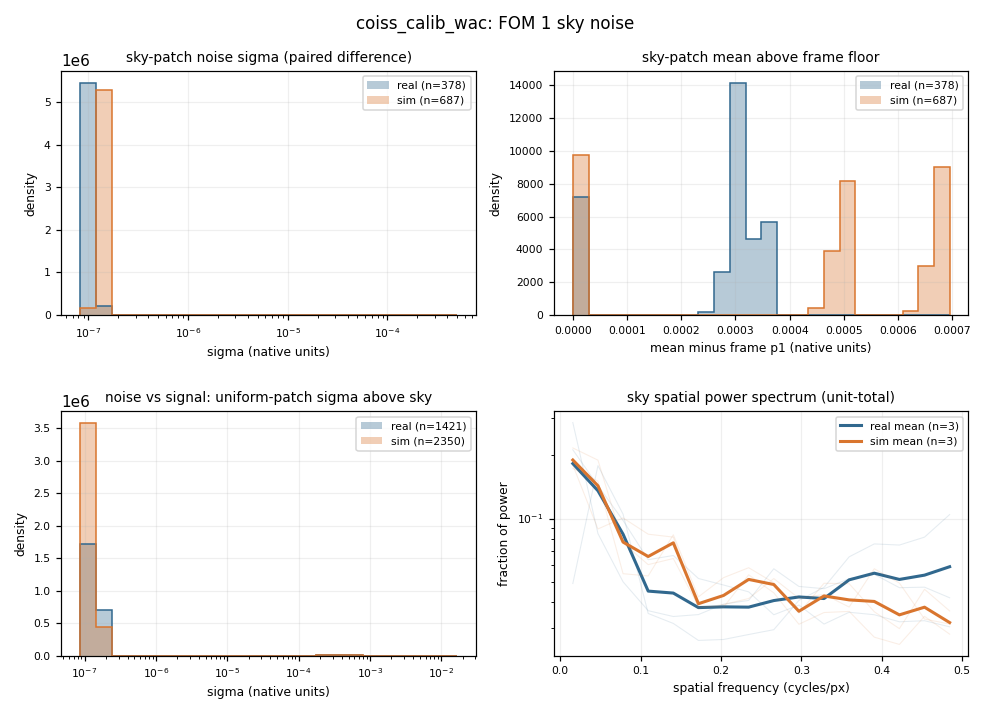 coiss_calib_wac: FOM 1 sky noise
sky-patch noise sigma (paired difference)
1e6
real (n=378)
sim (n=687)
5
4
3
2
1
0
density
10⁻⁷ 10⁻⁶ 10⁻⁵ 10⁻⁴
sigma (native units)
sky-patch mean above frame floor
real (n=378)
sim (n=687)
14000
12000
10000
8000
6000
4000
2000
0
density
0.0000 0.0001 0.0002 0.0003 0.0004 0.0005 0.0006 0.0007
mean minus frame p1 (native units)
noise vs signal: uniform-patch sigma above sky
1e6
real (n=1421)
sim (n=2350)
3.5
3.0
2.5
2.0
1.5
1.0
0.5
0.0
density
10⁻⁷ 10⁻⁶ 10⁻⁵ 10⁻⁴ 10⁻³ 10⁻²
sigma (native units)
sky spatial power spectrum (unit-total)
real mean (n=3)
sim mean (n=3)
10⁻¹
fraction of power
0.0 0.1 0.2 0.3 0.4 0.5
spatial frequency (cycles/px)